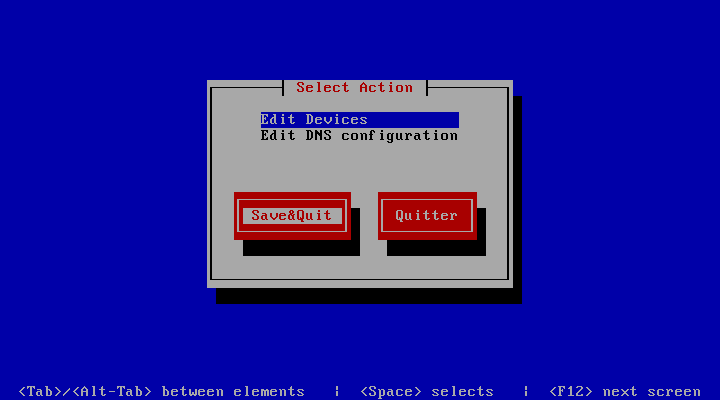 Select Action
Edit Devices
Edit DNS configuration
Save&Quit Quitter
<Tab>/<Alt-Tab> between elements | <Space> selects | <F12> next screen